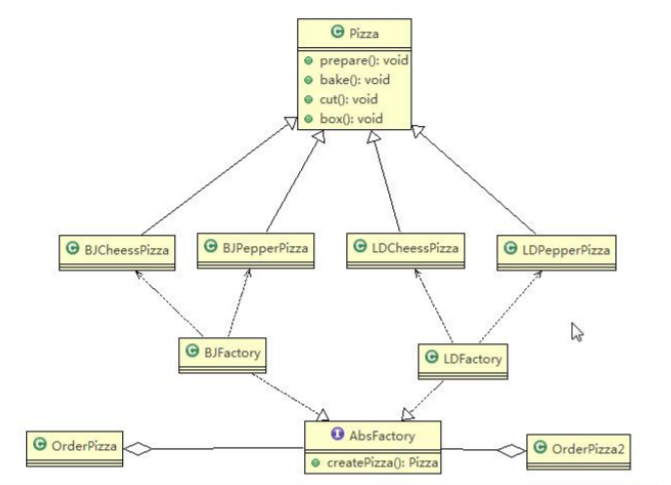 Pizza
prepare(): void
bake(): void
cut(): void
box(): void
BJCheessPizza
BJPepperPizza
LDCheessPizza
LDPepperPizza
BJFactory
LDFactory
AbsFactory
createPizza(): Pizza
OrderPizza
OrderPizza2